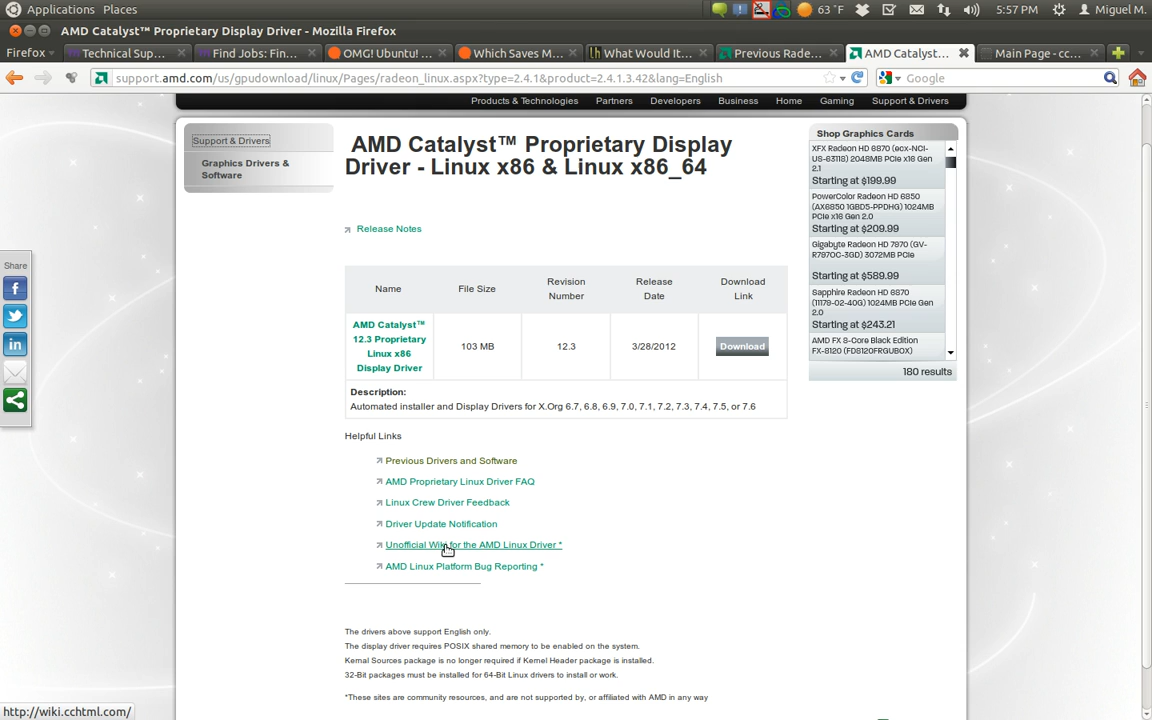 Applications Places
63 °F
5:57 PM
Miguel M.
AMD Catalyst™ Proprietary Display Driver - Mozilla Firefox
Firefox
Technical Sup...
Find Jobs: Fin...
OMG! Ubuntu! ...
Which Saves M...
What Would It...
Previous Rade...
AMD Catalyst...
Main Page - cc...
support.amd.com/us/gpudownload/linux/Pages/radeon_linux.aspx?type=2.4.1&product=2.4.1.3.42&lang=English
Google
Products & Technologies Partners Developers Business Home Gaming Support & Drivers
Support & Drivers
Graphics Drivers &
Software
AMD Catalyst™ Proprietary Display
Driver - Linux x86 & Linux x86_64
Release Notes
Name
File Size
Revision
Number
Release
Date
Download
Link
AMD Catalyst™
12.3 Proprietary
Linux x86
Display Driver
103 MB
12.3
3/28/2012
Download
Description:
Automated installer and Display Drivers for X.Org 6.7, 6.8, 6.9, 7.0, 7.1, 7.2, 7.3, 7.4, 7.5, or 7.6
Helpful Links
Previous Drivers and Software
AMD Proprietary Linux Driver FAQ
Linux Crew Driver Feedback
Driver Update Notification
Unofficial Wiki for the AMD Linux Driver *
AMD Linux Platform Bug Reporting *
The drivers above support English only.
The display driver requires POSIX shared memory to be enabled on the system.
Kernal Sources package is no longer required if Kernel Header package is installed.
32-Bit packages must be installed for 64-Bit Linux drivers to install or work.
*These sites are community resources, and are not supported by, or affiliated with AMD in any way
Shop Graphics Cards
XFX Radeon HD 6870 (ecx-NCI-
US-83118) 2048MB PCIe x16 Gen
2.1
Starting at $199.99
PowerColor Radeon HD 6850
(AX6850 1GBD5-PPDHG) 1024MB
PCIe x16 Gen 2.0
Starting at $209.99
Gigabyte Radeon HD 7970 (GV-
R797OC-3GD) 3072MB PCIe
Starting at $589.99
Sapphire Radeon HD 6870
(11179-02-40G) 1024MB PCIe Gen
2.0
Starting at $243.21
AMD FX 8-Core Black Edition
FX-8120 (FD8120FRGUBOX)
180 results
Share
http://wiki.cchtml.com/